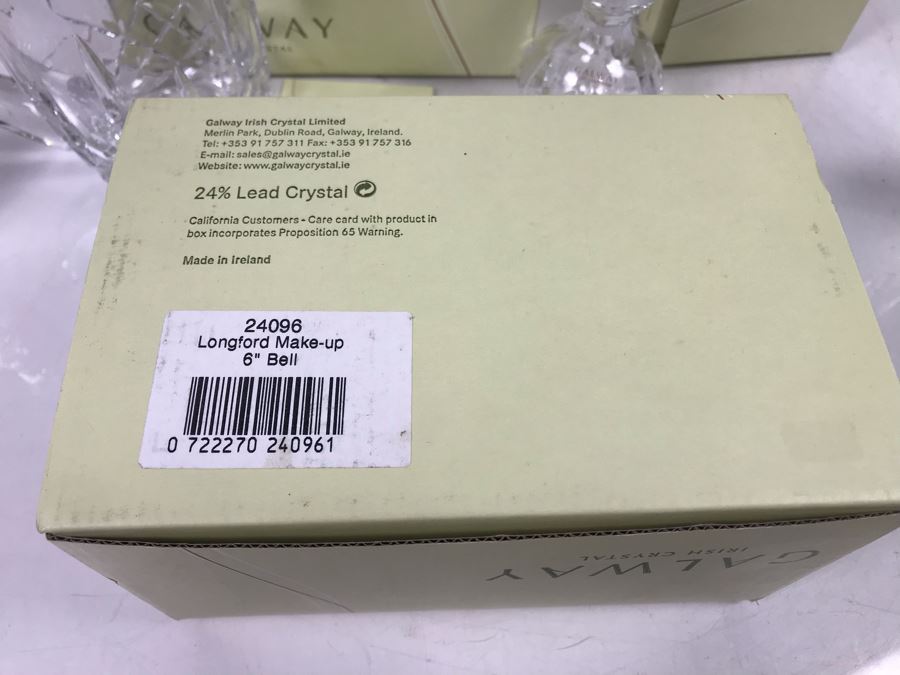 GALWAY
Galway Irish Crystal Limited
Merlin Park, Dublin Road, Galway, Ireland.
Tel: +353 91 757 311 Fax: +353 91 757 316
E-mail: sales@galwaycrystal.ie
Website: www.galwaycrystal.ie
24% Lead Crystal
California Customers - Care card with product in
box incorporates Proposition 65 Warning.
Made in Ireland
24096
Longford Make-up
6" Bell
0 722270 240961
GALWAY
IRISH CRYSTAL